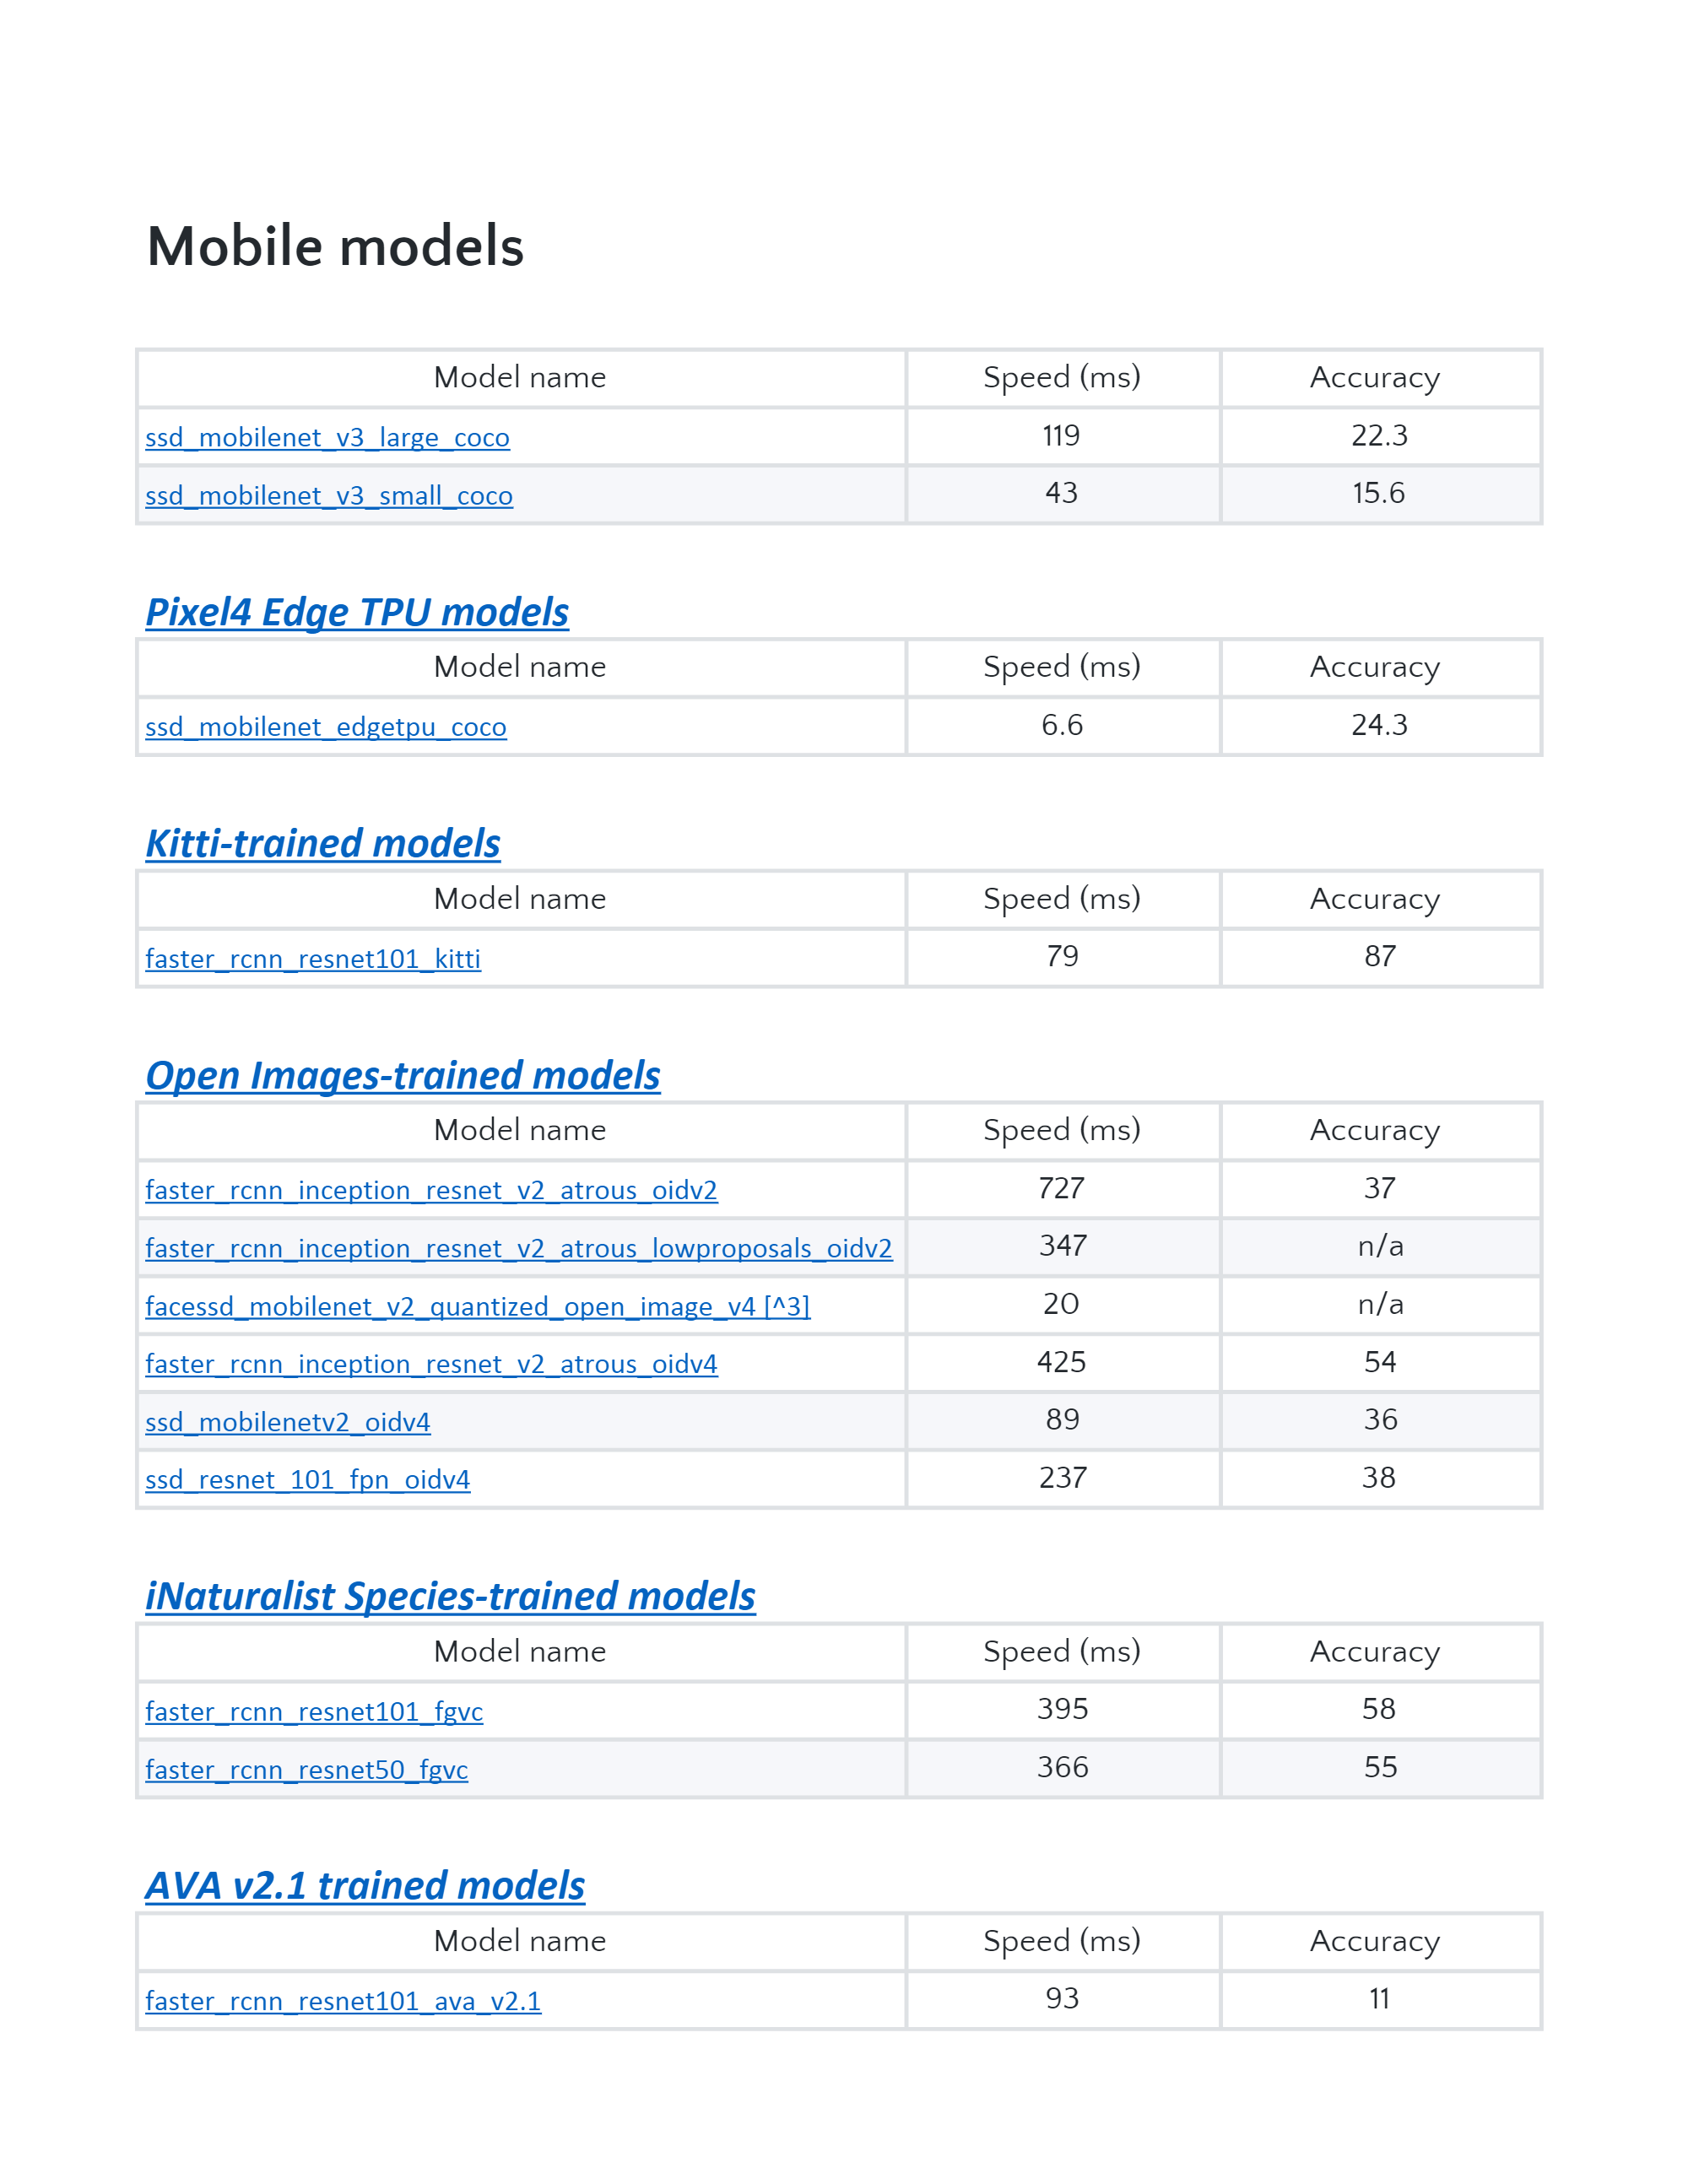 Mobile models
Model name Speed (ms) Accuracy
ssd_mobilenet_v3_large_coco 119 22.3
ssd_mobilenet_v3_small_coco 43 15.6
Pixel4 Edge TPU models
Model name Speed (ms) Accuracy
ssd_mobilenet_edgetpu_coco 6.6 24.3
Kitti-trained models
Model name Speed (ms) Accuracy
faster_rcnn_resnet101_kitti 79 87
Open Images-trained models
Model name Speed (ms) Accuracy
faster_rcnn_inception_resnet_v2_atrous_oidv2 727 37
faster_rcnn_inception_resnet_v2_atrous_lowproposals_oidv2 347 n/a
facessd_mobilenet_v2_quantized_open_image_v4 [^3] 20 n/a
faster_rcnn_inception_resnet_v2_atrous_oidv4 425 54
ssd_mobilenetv2_oidv4 89 36
ssd_resnet_101_fpn_oidv4 237 38
iNaturalist Species-trained models
Model name Speed (ms) Accuracy
faster_rcnn_resnet101_fgvc 395 58
faster_rcnn_resnet50_fgvc 366 55
AVA v2.1 trained models
Model name Speed (ms) Accuracy
faster_rcnn_resnet101_ava_v2.1 93 11